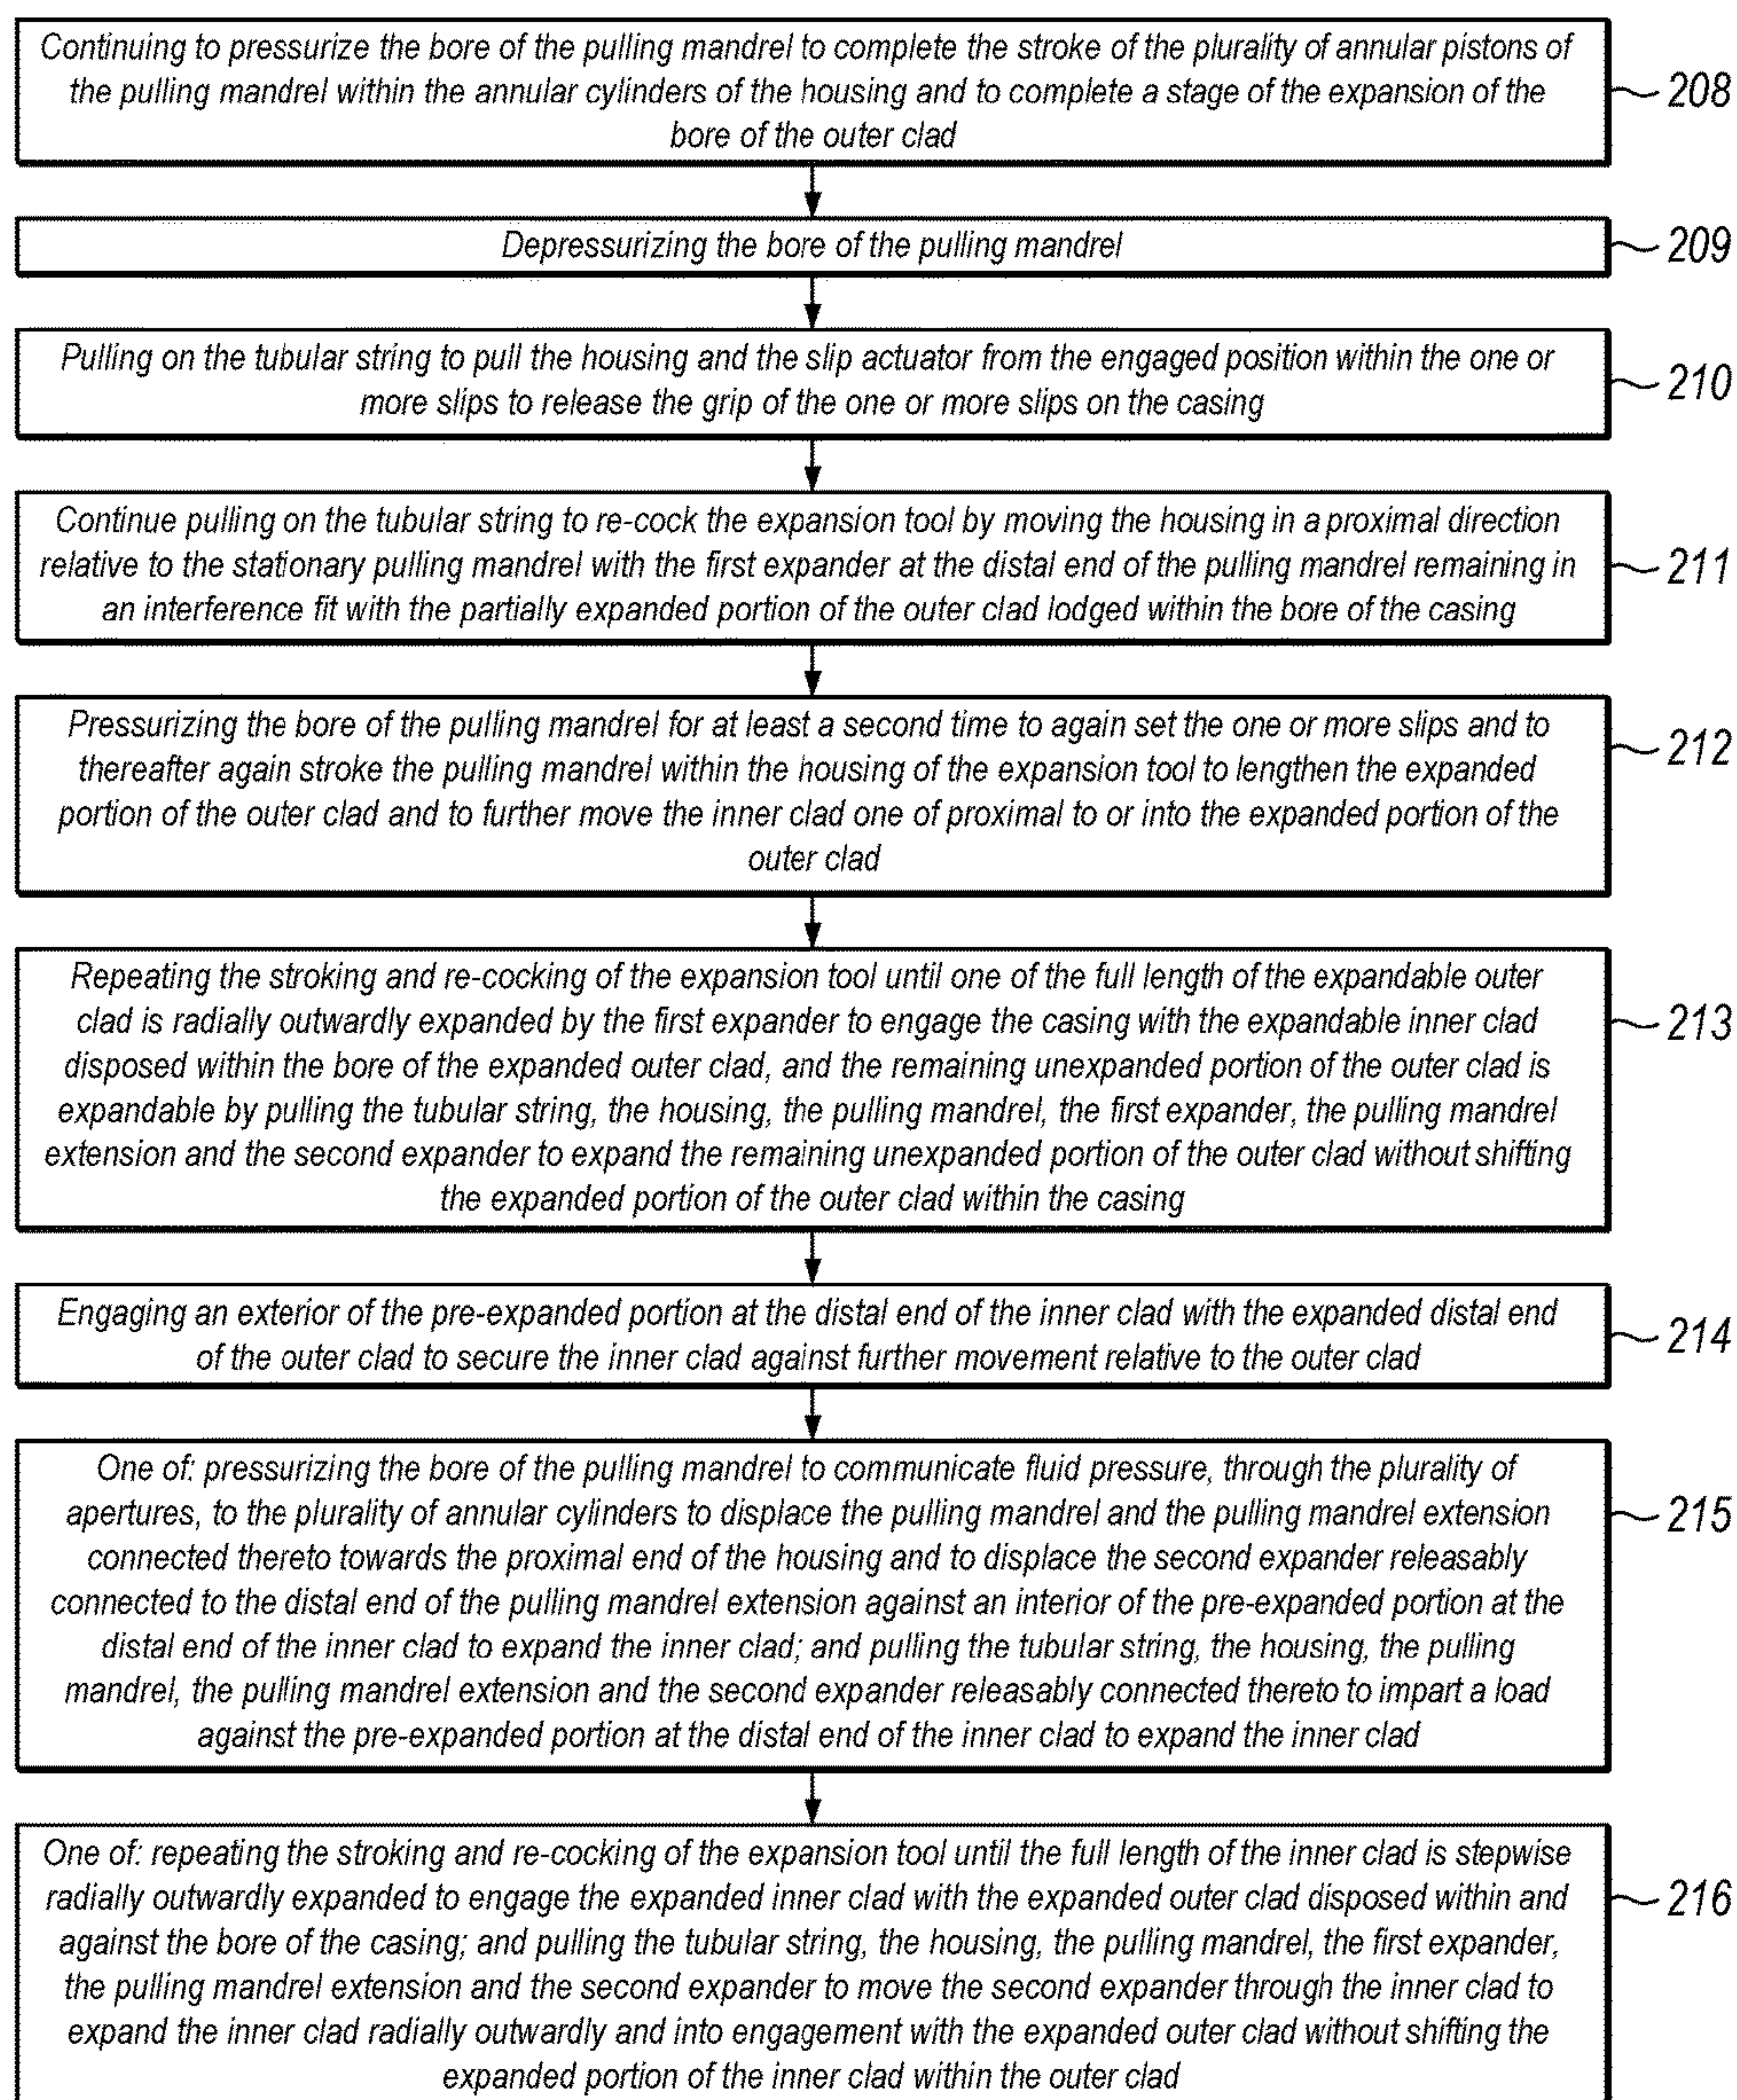 Continuing to pressurize the bore of the pulling mandrel to complete the stroke of the plurality of annular pistons of
the pulling mandrel within the annular cylinders of the housing and to complete a stage of the expansion of the
bore of the outer clad
208
Depressurizing the bore of the pulling mandrel
209
Pulling on the tubular string to pull the housing and the slip actuator from the engaged position within the one or
more slips to release the grip of the one or more slips on the casing
210
Continue pulling on the tubular string to re-cock the expansion tool by moving the housing in a proximal direction
relative to the stationary pulling mandrel with the first expander at the distal end of the pulling mandrel remaining in
an interference fit with the partially expanded portion of the outer clad lodged within the bore of the casing
211
Pressurizing the bore of the pulling mandrel for at least a second time to again set the one or more slips and to
thereafter again stroke the pulling mandrel within the housing of the expansion tool to lengthen the expanded
portion of the outer clad and to further move the inner clad one of proximal to or into the expanded portion of the
outer clad
212
Repeating the stroking and re-cocking of the expansion tool until one of the full length of the expandable outer
clad is radially outwardly expanded by the first expander to engage the casing with the expandable inner clad
disposed within the bore of the expanded outer clad, and the remaining unexpanded portion of the outer clad is
expandable by pulling the tubular string, the housing, the pulling mandrel, the first expander, the pulling mandrel
extension and the second expander to expand the remaining unexpanded portion of the outer clad without shifting
the expanded portion of the outer clad within the casing
213
Engaging an exterior of the pre-expanded portion at the distal end of the inner clad with the expanded distal end
of the outer clad to secure the inner clad against further movement relative to the outer clad
214
One of: pressurizing the bore of the pulling mandrel to communicate fluid pressure, through the plurality of
apertures, to the plurality of annular cylinders to displace the pulling mandrel and the pulling mandrel extension
connected thereto towards the proximal end of the housing and to displace the second expander releasably
connected to the distal end of the pulling mandrel extension against an interior of the pre-expanded portion at the
distal end of the inner clad to expand the inner clad; and pulling the tubular string, the housing, the pulling
mandrel, the pulling mandrel extension and the second expander releasably connected thereto to impart a load
against the pre-expanded portion at the distal end of the inner clad to expand the inner clad
215
One of: repeating the stroking and re-cocking of the expansion tool until the full length of the inner clad is stepwise
radially outwardly expanded to engage the expanded inner clad with the expanded outer clad disposed within and
against the bore of the casing; and pulling the tubular string, the housing, the pulling mandrel, the first expander,
the pulling mandrel extension and the second expander to move the second expander through the inner clad to
expand the inner clad radially outwardly and into engagement with the expanded outer clad without shifting the
expanded portion of the inner clad within the outer clad
216